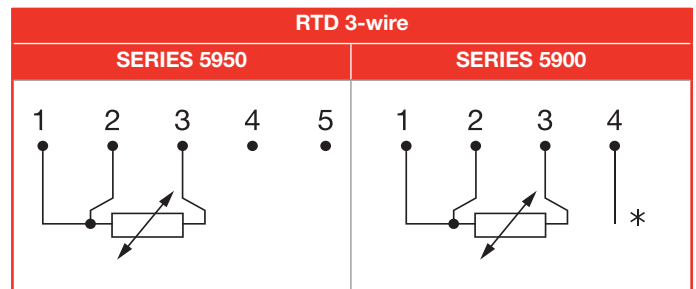 RTD 3-wire
SERIES 5950 SERIES 5900
1 2 3 4 5 1 2 3 4
*